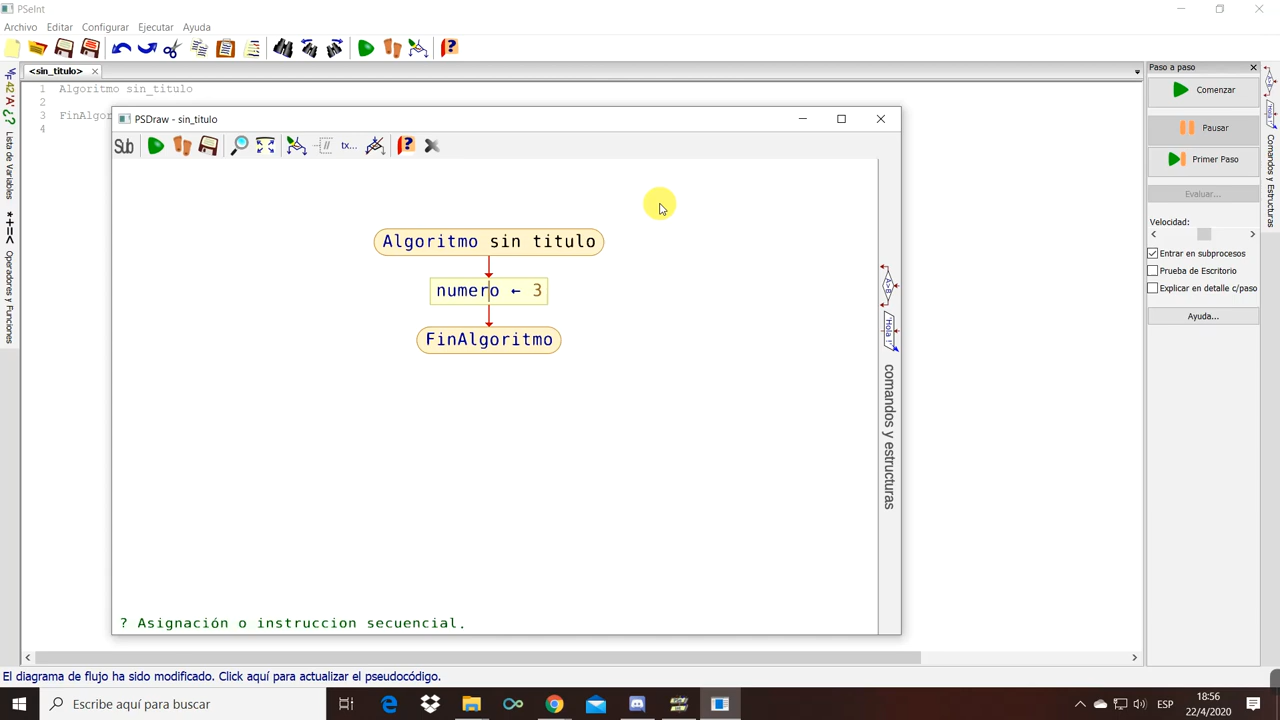 PSeInt
Archivo Editar Configurar Ejecutar Ayuda
<sin_titulo>
1 Algoritmo sin_titulo
2
3 FinAlgor
4
Lista de Variables
*+=< Operadores y Funciones
PSDraw - sin_titulo
Sub // tx...
Algoritmo sin titulo
numero ← 3
FinAlgoritmo
? Asignación o instruccion secuencial.
comandos y estructuras
Paso a paso
Comenzar
Pausar
Primer Paso
Evaluar...
Velocidad:
Entrar en subprocesos
Prueba de Escritorio
Explicar en detalle c/paso
Ayuda...
Comandos y Estructuras
El diagrama de flujo ha sido modificado. Click aquí para actualizar el pseudocódigo.
Escribe aquí para buscar
ESP
18:56
22/4/2020